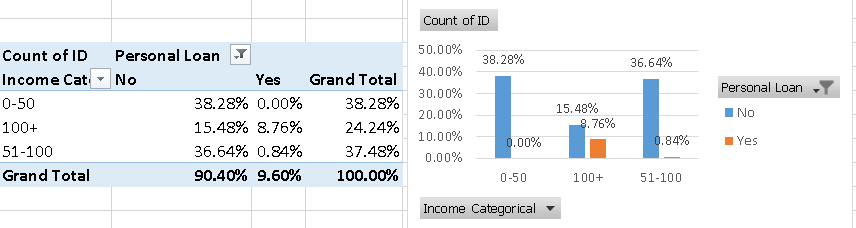 Count of ID Personal Loan
Income Cat No Yes Grand Total
0-50 38.28% 0.00% 38.28%
100+ 15.48% 8.76% 24.24%
51-100 36.64% 0.84% 37.48%
Grand Total 90.40% 9.60% 100.00%
Count of ID
50.00%
40.00%
30.00%
20.00%
10.00%
0.00%
38.28%
0.00%
15.48%
8.76%
36.64%
0.84%
0-50 100+ 51-100
Personal Loan
No
Yes
Income Categorical